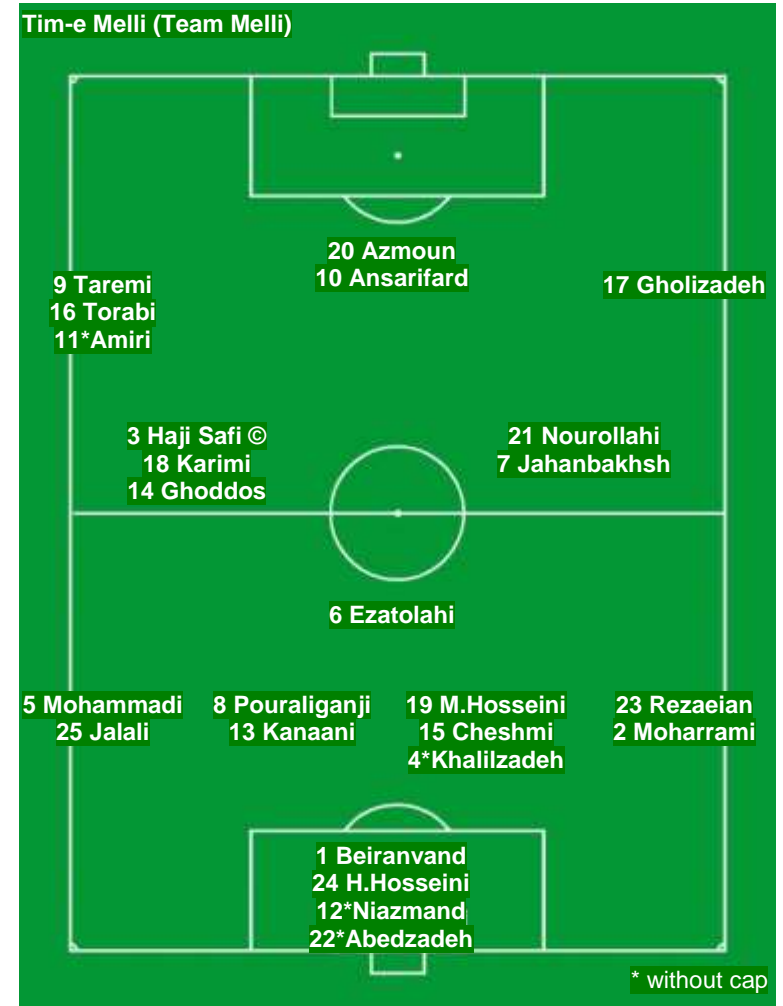 Tim-e Melli (Team Melli)
20 Azmoun
10 Ansarifard
9 Taremi
16 Torabi
11*Amiri
17 Gholizadeh
3 Haji Safi ©
18 Karimi
14 Ghoddos
21 Nourollahi
7 Jahanbakhsh
6 Ezatolahi
5 Mohammadi
25 Jalali
8 Pouraliganji
13 Kanaani
19 M.Hosseini
15 Cheshmi
4*Khalilzadeh
23 Rezaeian
2 Moharrami
1 Beiranvand
24 H.Hosseini
12*Niazmand
22*Abedzadeh
* without cap